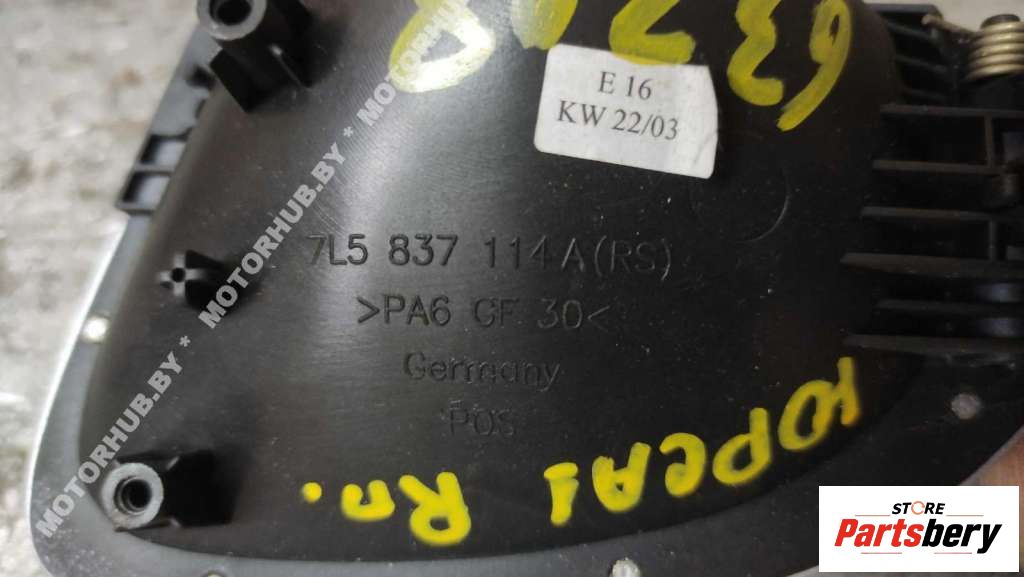 E 16
KW 22/03
7L5 837 114 A (RS)
>PA6 GF 30<
Germany
POS
MOTORHUB.BY * MOTORHUB.BY * MOTORHUB.BY * MOTORHUB
STORE
Partsbery